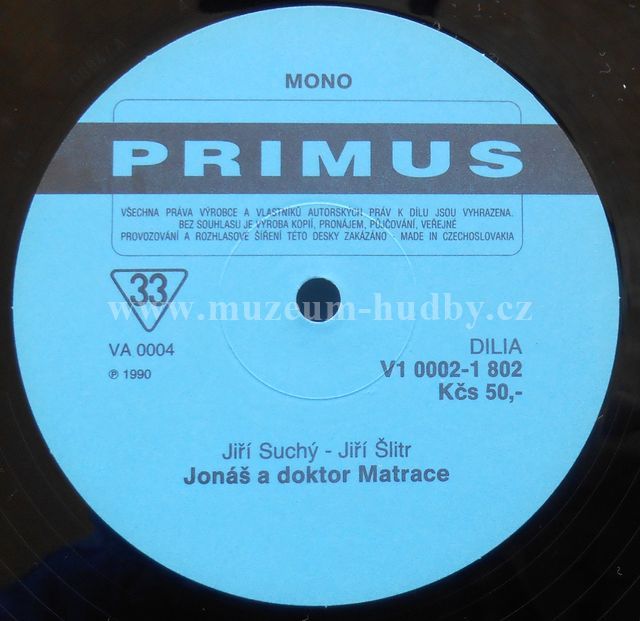 MONO
PRIMUS
VŠECHNA PRÁVA VÝROBCE A VLASTNÍKŮ AUTORSKÝCH PRÁV K DÍLU JSOU VYHRAZENA.
BEZ SOUHLASU JE VÝROBA KOPIÍ, PRONÁJEM, PŮJČOVÁNÍ, VEŘEJNÉ
PROVOZOVÁNÍ A ROZHLASOVÉ ŠÍŘENÍ TÉTO DESKY ZAKÁZÁNO - MADE IN CZECHOSLOVAKIA
33
www.muzeum-hudby.cz
VA 0004
℗ 1990
DILIA
V1 0002-1 802
Kčs 50,-
Jiří Suchý - Jiří Šlitr
Jonáš a doktor Matrace